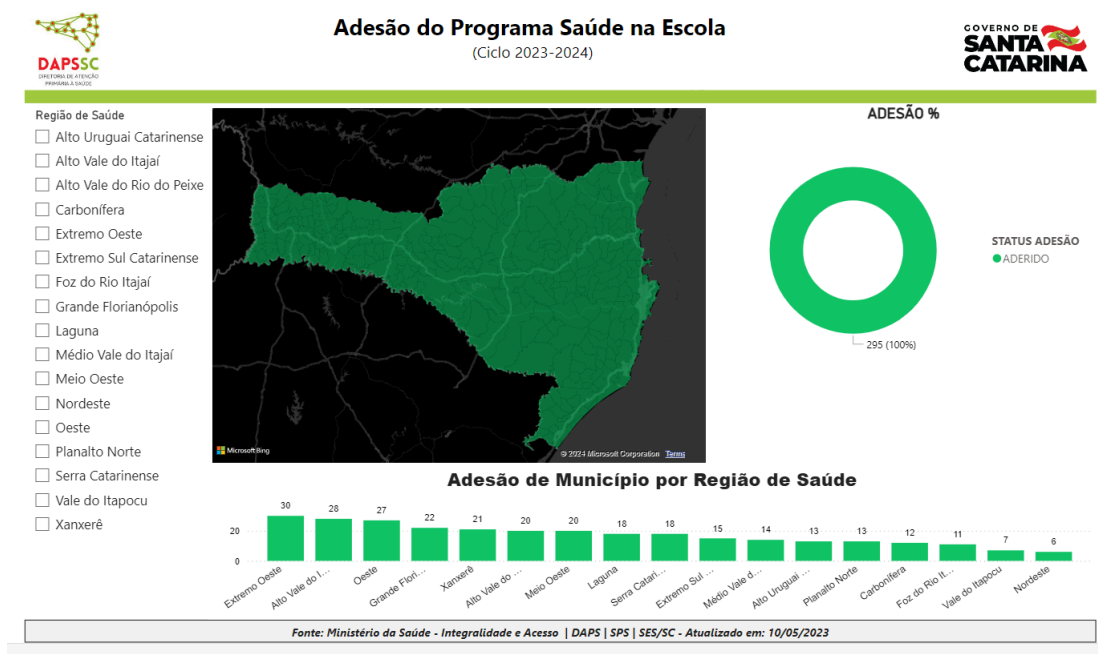 Adesão do Programa Saúde na Escola
(Ciclo 2023-2024)
DAPSSC
DIRETORIA DE ATENÇÃO
PRIMÁRIA À SAÚDE
GOVERNO DE
SANTA
CATARINA
Região de Saúde
Alto Uruguai Catarinense
Alto Vale do Itajaí
Alto Vale do Rio do Peixe
Carbonífera
Extremo Oeste
Extremo Sul Catarinense
Foz do Rio Itajaí
Grande Florianópolis
Laguna
Médio Vale do Itajaí
Meio Oeste
Nordeste
Oeste
Planalto Norte
Serra Catarinense
Vale do Itapocu
Xanxerê
Microsoft Bing
© 2024 Microsoft Corporation Terms
ADESÃO %
STATUS ADESÃO
ADERIDO
295 (100%)
Adesão de Município por Região de Saúde
20
0
30 28 27 22 21 20 20 18 18 15 14 13 13 12 11 7 6
Extremo Oeste
Alto Vale do I...
Oeste
Grande Flori...
Xanxerê
Alto Vale do ...
Meio Oeste
Laguna
Serra Catari...
Extremo Sul ...
Médio Vale d...
Alto Uruguai ...
Planalto Norte
Carbonífera
Foz do Rio It...
Vale do Itapocu
Nordeste
Fonte: Ministério da Saúde - Integralidade e Acesso | DAPS | SPS | SES/SC - Atualizado em: 10/05/2023